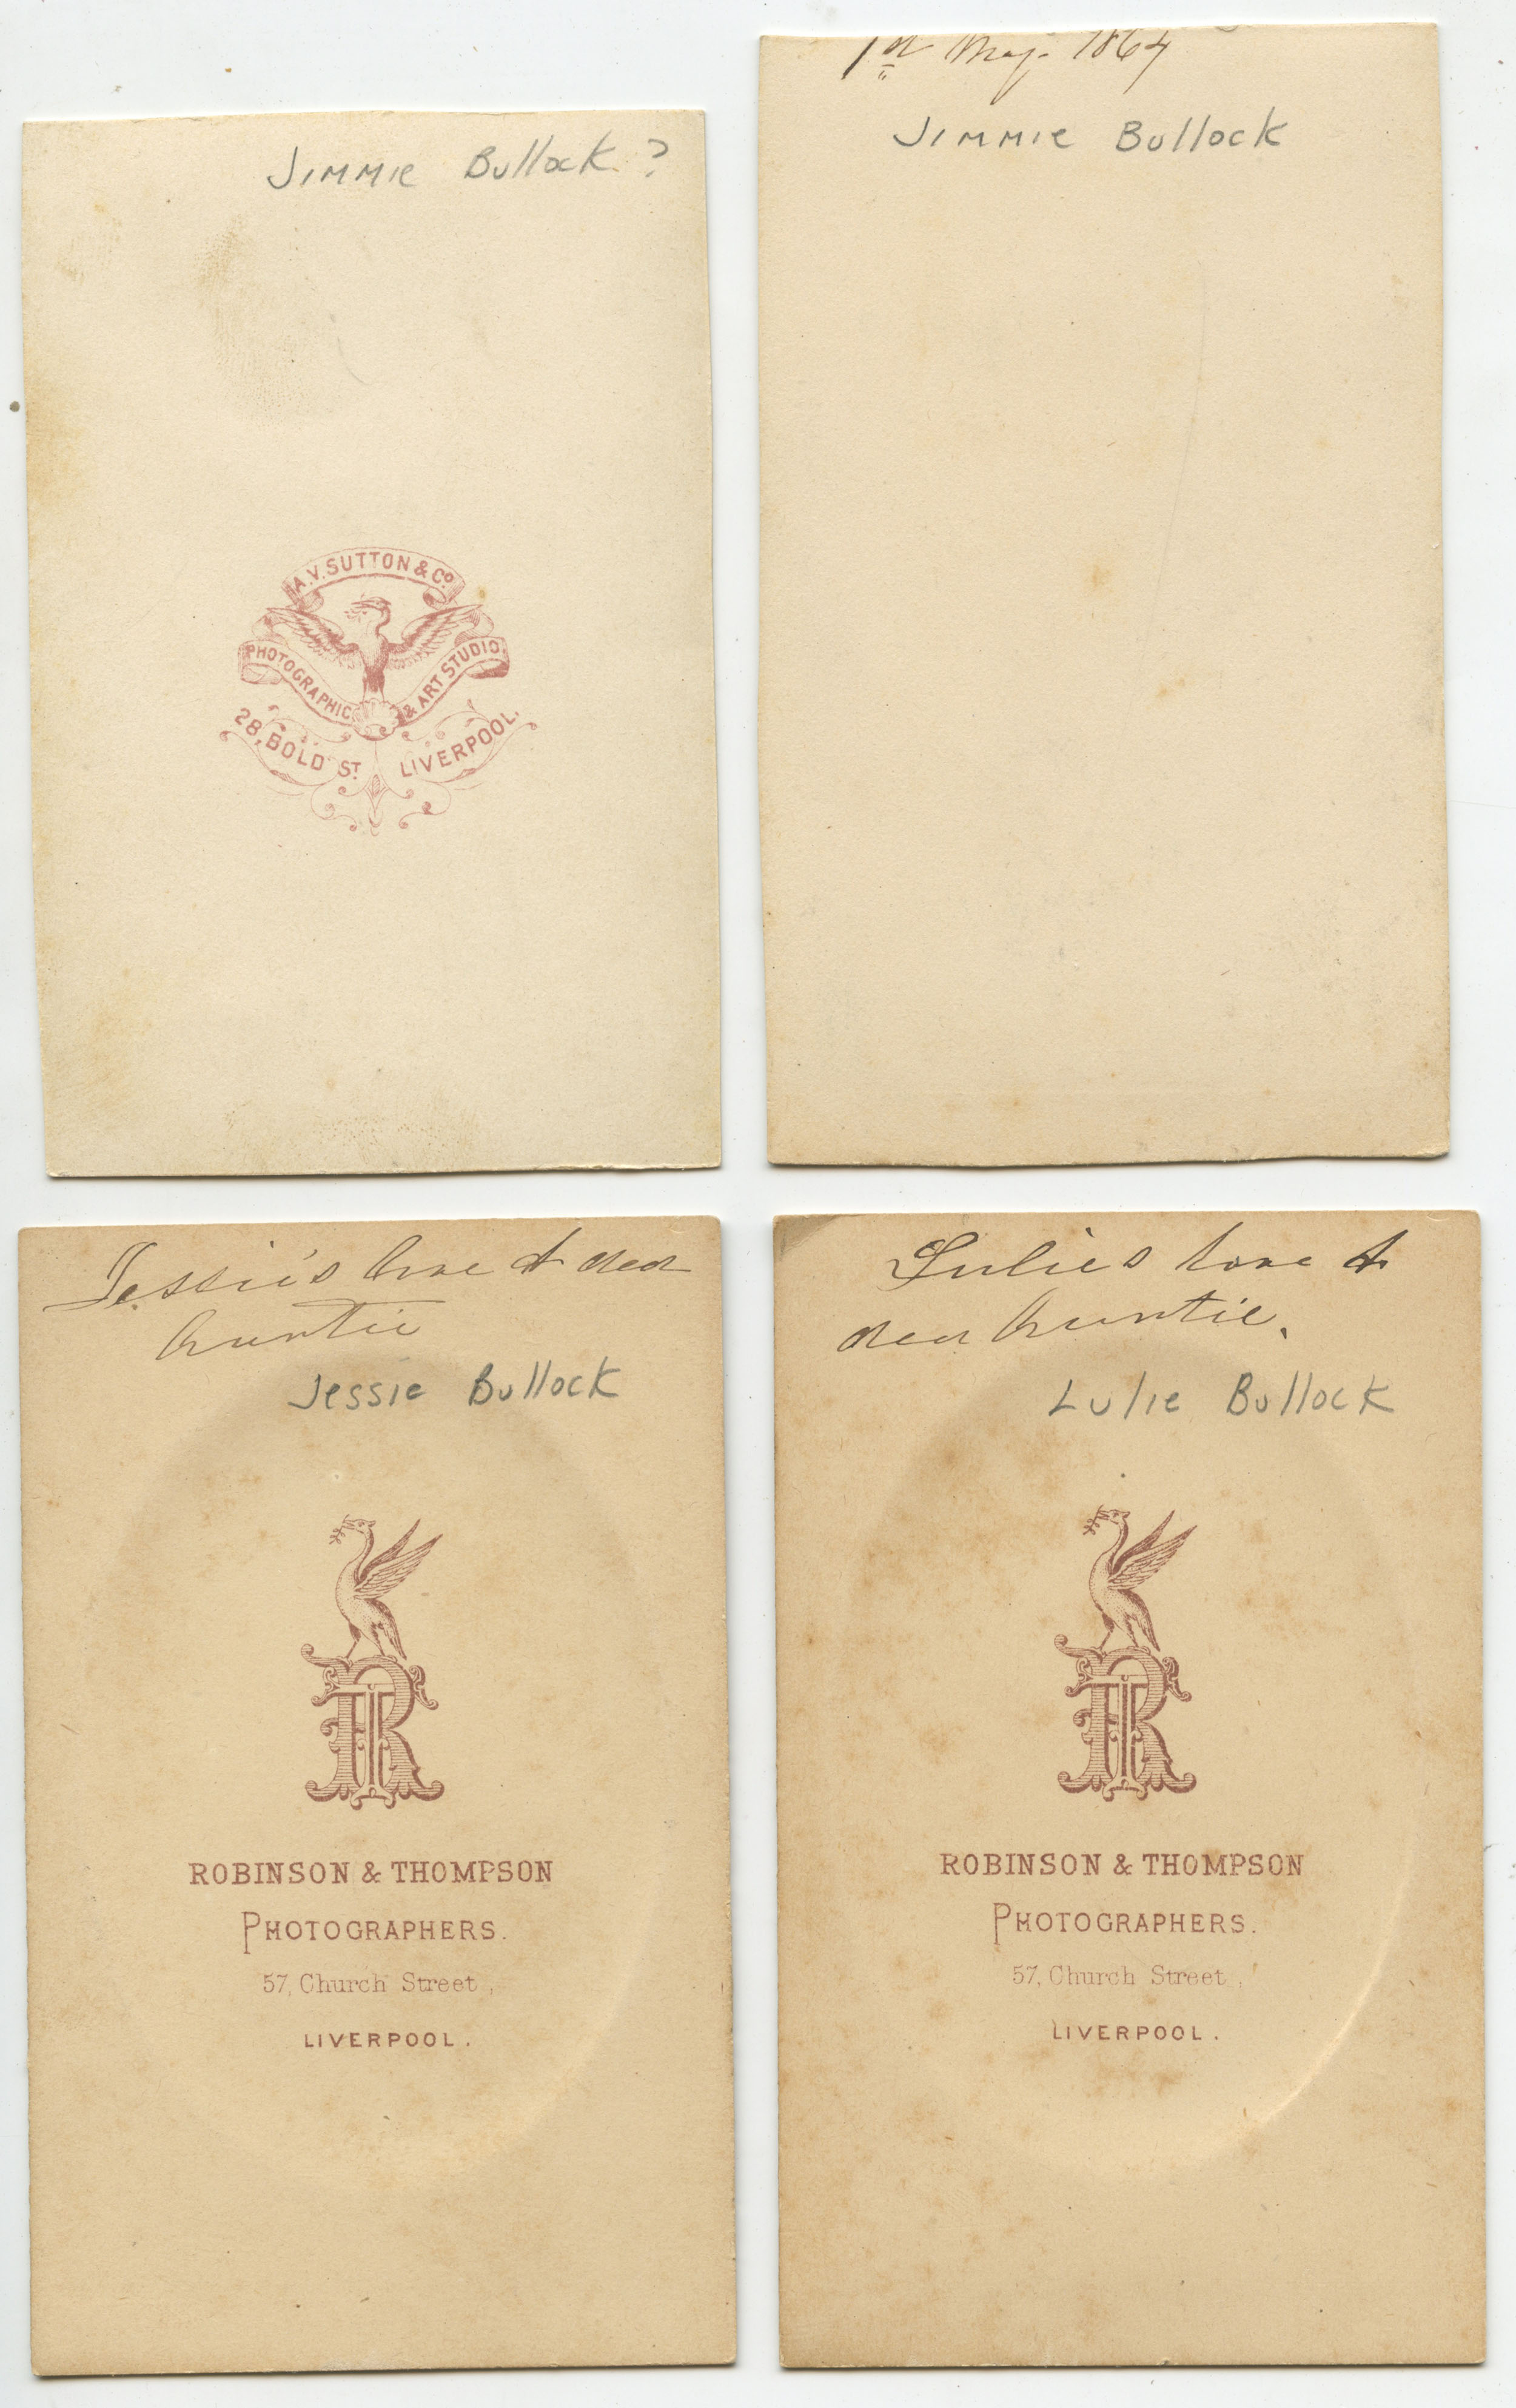 Jimmie Bullock ?
A.V. SUTTON & Co.
PHOTOGRAPHIC & ART STUDIO
28, BOLD ST. LIVERPOOL.
1st May. 1864
Jimmie Bullock
Jessie's love to dear
Auntie
Jessie Bullock
RT
ROBINSON & THOMPSON
PHOTOGRAPHERS.
57, Church Street,
LIVERPOOL.
Lulie's love to
dear Auntie.
Lulie Bullock
RT
ROBINSON & THOMPSON
PHOTOGRAPHERS.
57, Church Street,
LIVERPOOL.